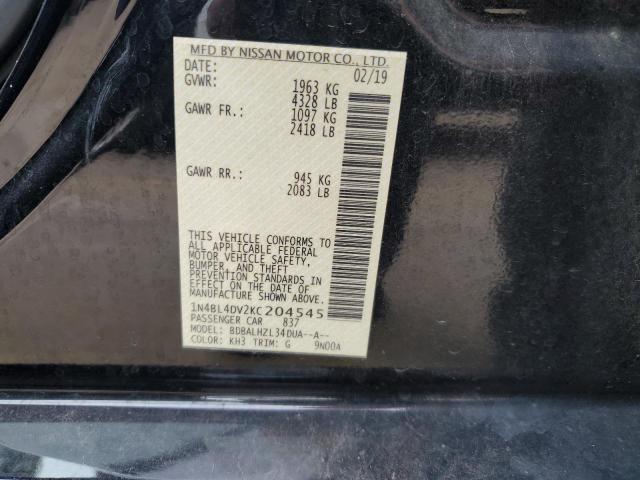 MFD BY NISSAN MOTOR CO., LTD.
DATE: 02/19
GVWR: 1963 KG
4328 LB
GAWR FR: 1097 KG
2418 LB
GAWR RR.: 945 KG
2083 LB
THIS VEHICLE CONFORMS TO
ALL APPLICABLE FEDERAL
MOTOR VEHICLE SAFETY,
BUMPER, AND THEFT
PREVENTION STANDARDS IN
EFFECT ON THE DATE OF
MANUFACTURE SHOWN ABOVE.
1N4BL4DV2KC204545
PASSENGER CAR 837
MODEL: BDBALHZL34DUA--A--
COLOR: KH3 TRIM: G 9N00A